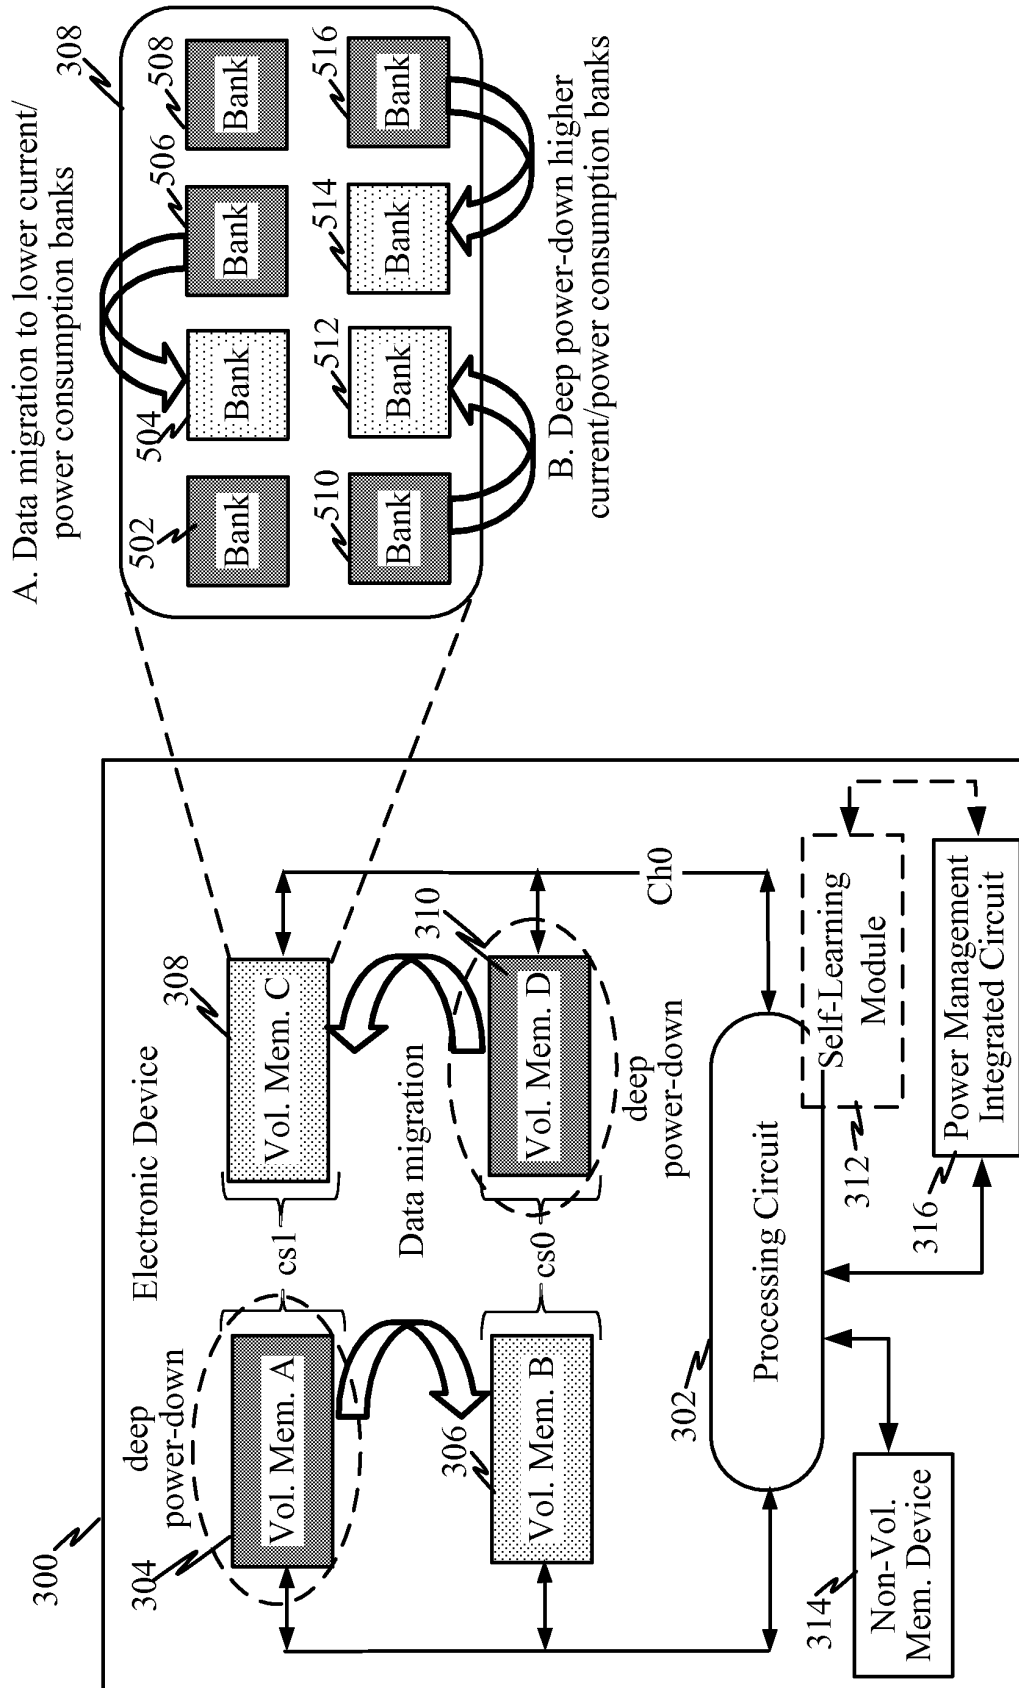 300
Electronic Device
deep
power-down
304
Vol. Mem. A
cs1
Vol. Mem. C
308
Data migration
306
Vol. Mem. B
cs0
Vol. Mem. D
310
deep
power-down
Ch0
302
Processing Circuit
Self-Learning
Module
312
314
Non-Vol.
Mem. Device
316
Power Management
Integrated Circuit
A. Data migration to lower current/
power consumption banks
308
502
Bank
504
Bank
506
Bank
508
Bank
510
Bank
512
Bank
514
Bank
516
Bank
B. Deep power-down higher
current/power consumption banks